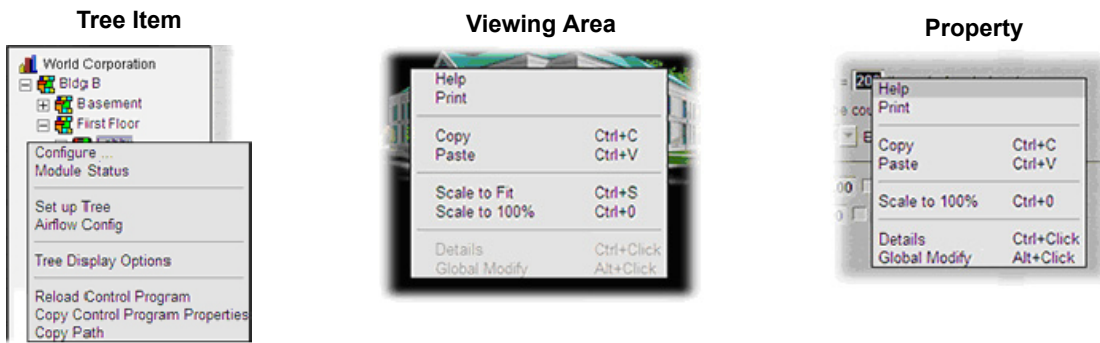 Tree Item
World Corporation
Bldg B
Basement
First Floor
Configure ...
Module Status
Set up Tree
Airflow Config
Tree Display Options
Reload Control Program
Copy Control Program Properties
Copy Path
Viewing Area
Help
Print
Copy Ctrl+C
Paste Ctrl+V
Scale to Fit Ctrl+S
Scale to 100% Ctrl+0
Details Ctrl+Click
Global Modify Alt+Click
Property
Help
Print
Copy Ctrl+C
Paste Ctrl+V
Scale to 100% Ctrl+0
Details Ctrl+Click
Global Modify Alt+Click